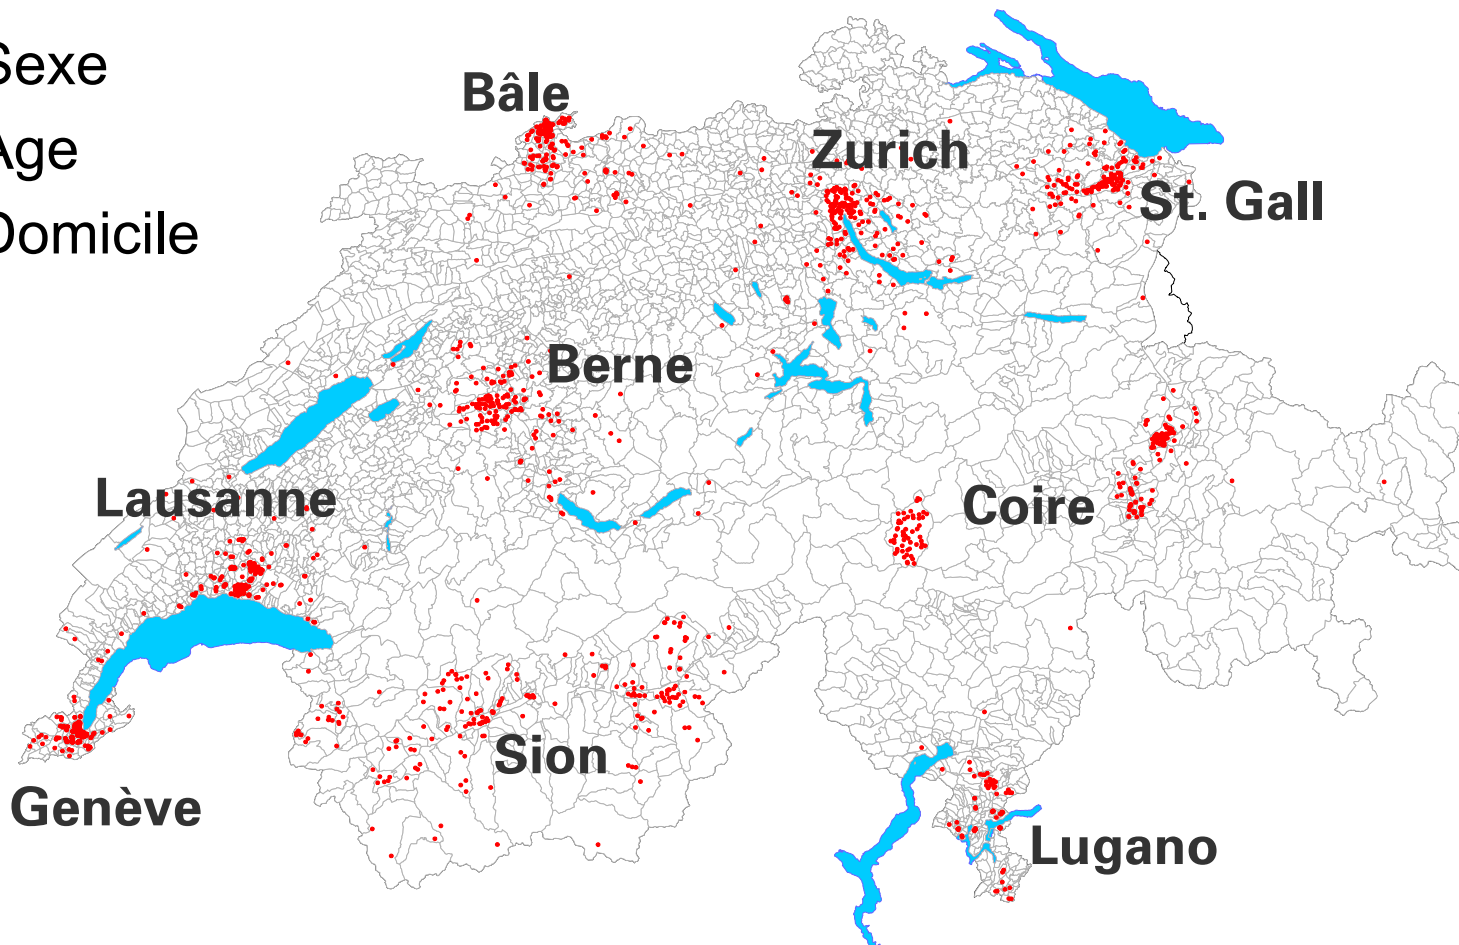 Sexe
Age
Domicile
Bâle
Zurich
St. Gall
Berne
Lausanne
Coire
Sion
Genève
Lugano